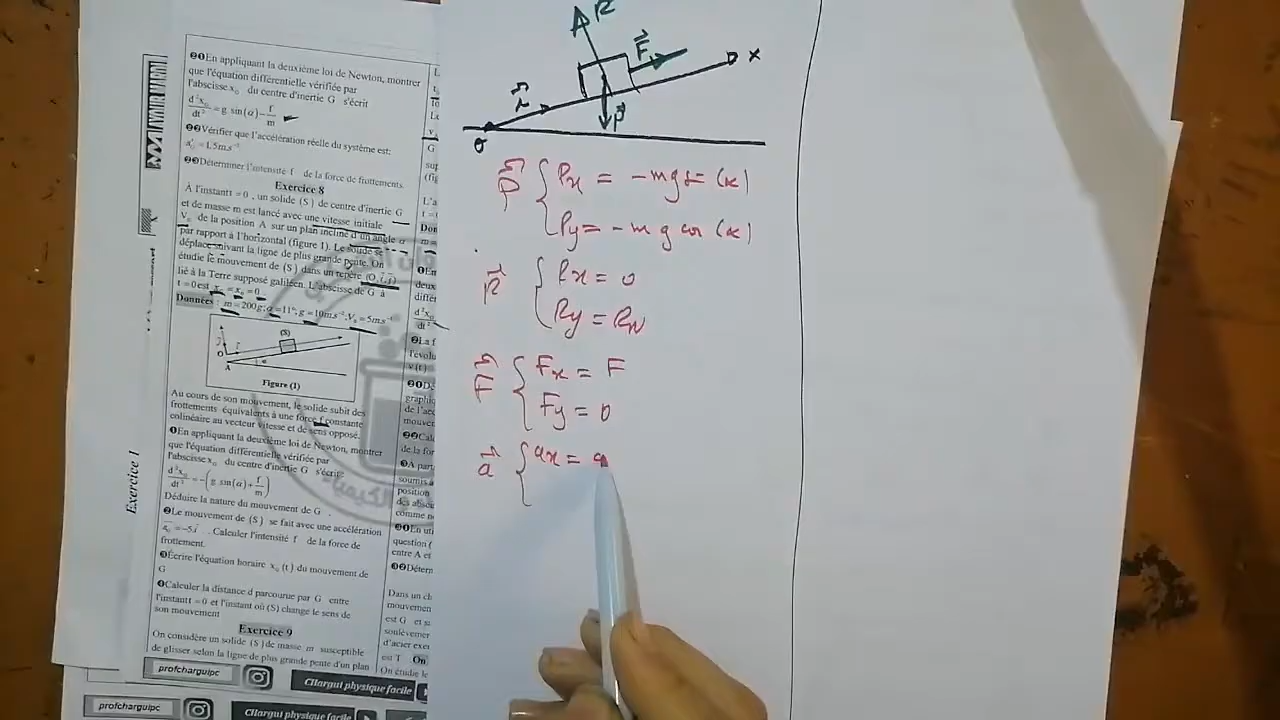 ❷❶En appliquant la deuxième loi de Newton, montrer
que l'équation différentielle vérifiée par
l'abscisse x_G du centre d'inertie G s'écrit
d²x_G/dt² = g sin(α) - f/m
❷❷Vérifier que l'accélération réelle du système est:
a'_G = 1,5m.s⁻²
❷❸Déterminer l'intensité f de la force de frottements.
Exercice 8
À l'instant t = 0 , un solide (S) de centre d'inertie G
et de masse m est lancé avec une vitesse initiale
V₀ de la position A sur un plan incliné d'un angle α
par rapport à l'horizontal (figure 1). Le solide se
déplace suivant la ligne de plus grande pente. On
étudie le mouvement de (S) dans un repère (O, i, j)
lié à la Terre supposé galiléen. L'abscisse de G à
t = 0 est x_G = x_0 = 0
Données : m = 200g ; α = 11° ; g = 10m.s⁻² ; V₀ = 5m.s⁻¹
(S)
O
A
α
Figure (1)
Au cours de son mouvement, le solide subit des
frottements équivalents à une force f constante
colinéaire au vecteur vitesse et de sens opposé.
❶En appliquant la deuxième loi de Newton, montrer
que l'équation différentielle vérifiée par
l'abscisse x_G du centre d'inertie G s'écrit:
d²x_G/dt² = -(g sin(α) + f/m)
Déduire la nature du mouvement de G .
❷Le mouvement de (S) se fait avec une accélération
a_G = -5.i . Calculer l'intensité f de la force de
frottement.
❸Écrire l'équation horaire x_G (t) du mouvement de
G
❹Calculer la distance d parcourue par G entre
l'instant t = 0 et l'instant où (S) change le sens de
son mouvement
Exercice 9
On considère un solide (S) de masse m susceptible
de glisser selon la ligne de plus grande pente d'un plan
profcharguipc
CHargui physique facile
profcharguipc
CHargui physique facile
AVENIR MAROC
Exercice 1
R
F
x
P
o
P { Px = -mg sin (α)
Py = -mg cos (α)
R { Rx = 0
Ry = RN
F { Fx = F
Fy = 0
a { ax = a